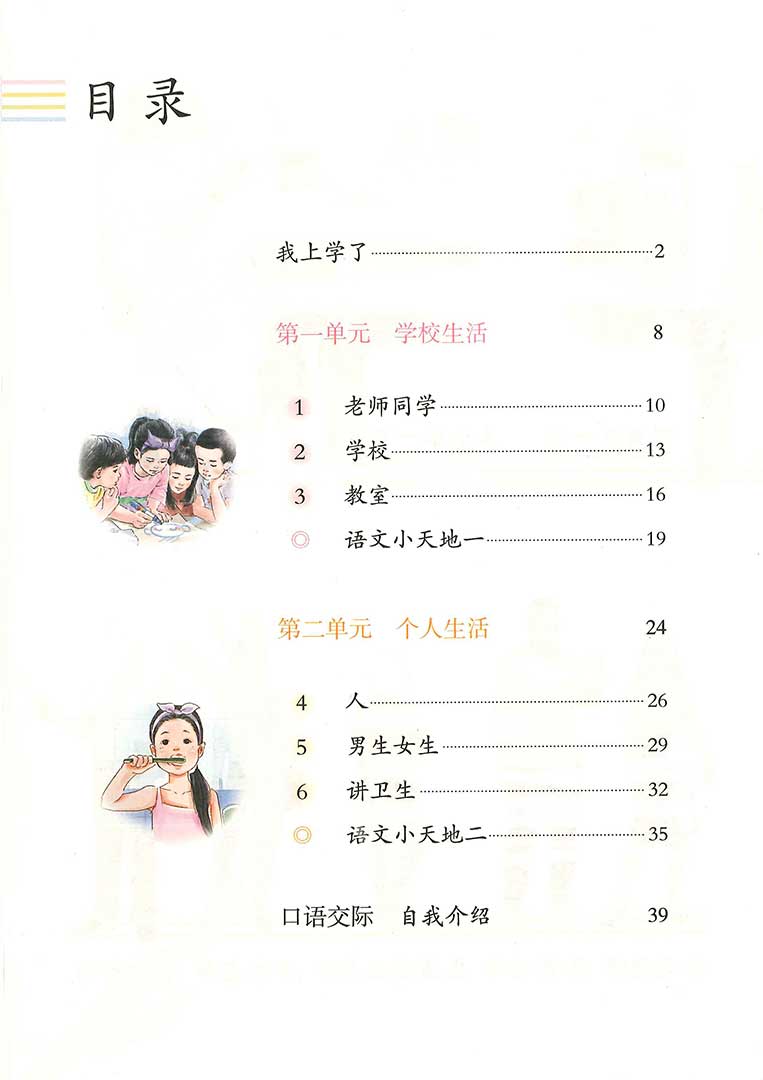 目录
我上学了 2
第一单元 学校生活 8
1 老师同学 10
2 学校 13
3 教室 16
◎ 语文小天地一 19
第二单元 个人生活 24
4 人 26
5 男生女生 29
6 讲卫生 32
◎ 语文小天地二 35
口语交际 自我介绍 39